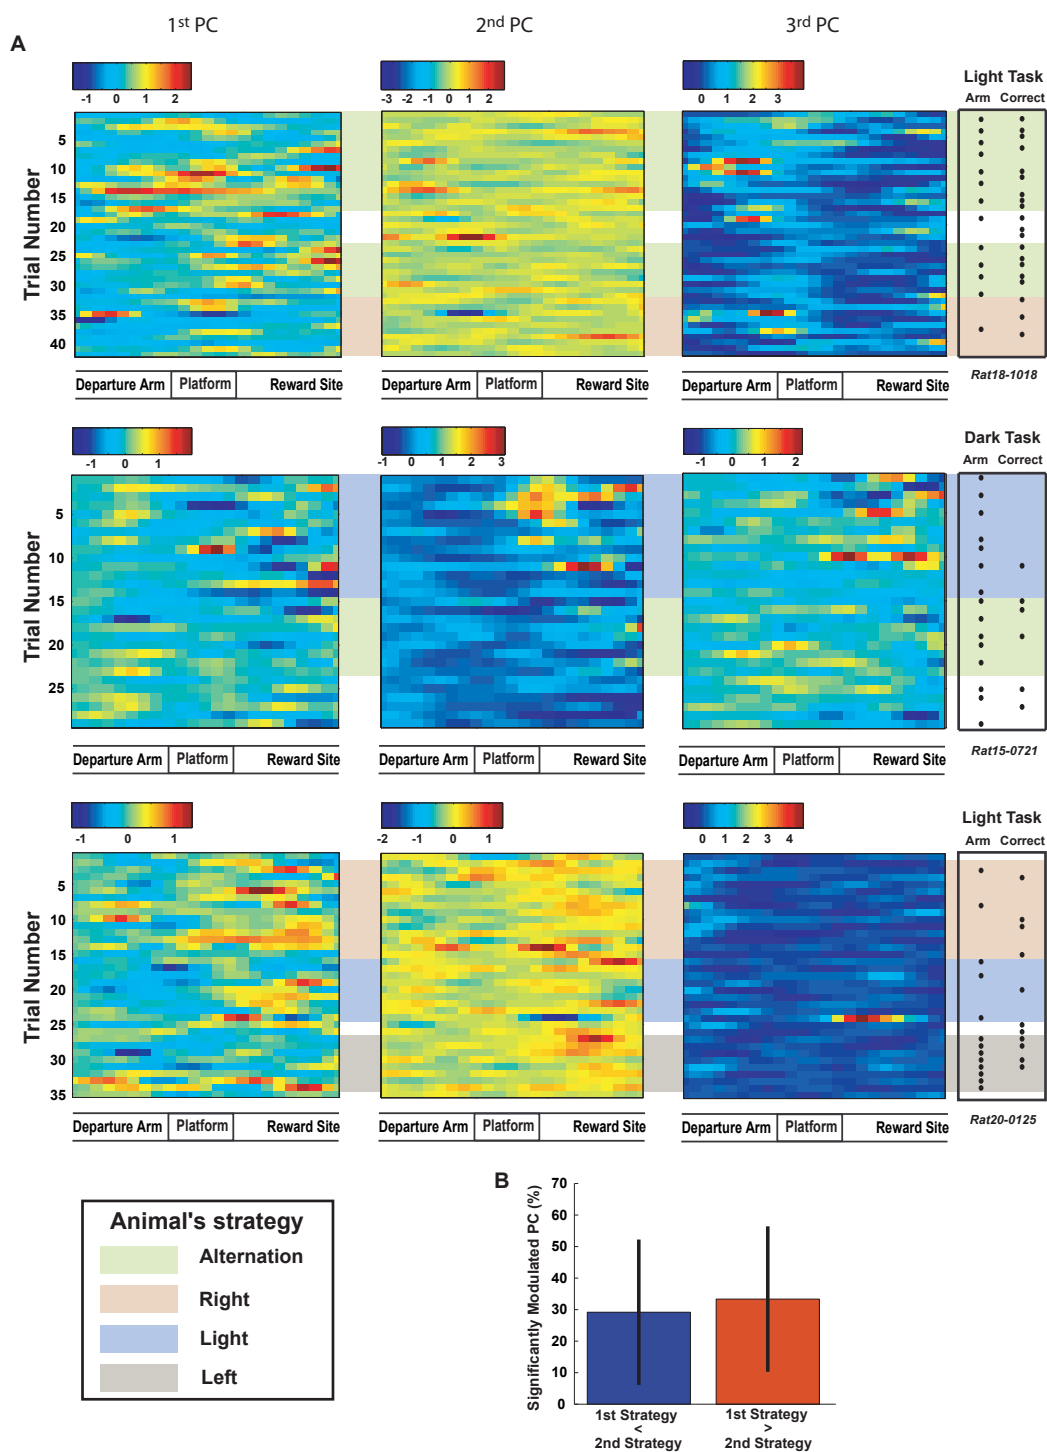 1st PC 2nd PC 3rd PC
A
-1 0 1 2
-3 -2 -1 0 1 2
0 1 2 3
Light Task
Arm Correct
Trial Number
5
10
15
20
25
30
35
40
Departure Arm Platform Reward Site
Departure Arm Platform Reward Site
Departure Arm Platform Reward Site
Rat18-1018
-1 0 1
-1 0 1 2 3
-1 0 1 2
Dark Task
Arm Correct
Trial Number
5
10
15
20
25
Departure Arm Platform Reward Site
Departure Arm Platform Reward Site
Departure Arm Platform Reward Site
Rat15-0721
-1 0 1
-2 -1 0 1
0 1 2 3 4
Light Task
Arm Correct
Trial Number
5
10
15
20
25
30
35
Departure Arm Platform Reward Site
Departure Arm Platform Reward Site
Departure Arm Platform Reward Site
Rat20-0125
Animal's strategy
Alternation
Right
Light
Left
B
Significantly Modulated PC (%)
70
60
50
40
30
20
10
0
1st Strategy
<
2nd Strategy
1st Strategy
>
2nd Strategy